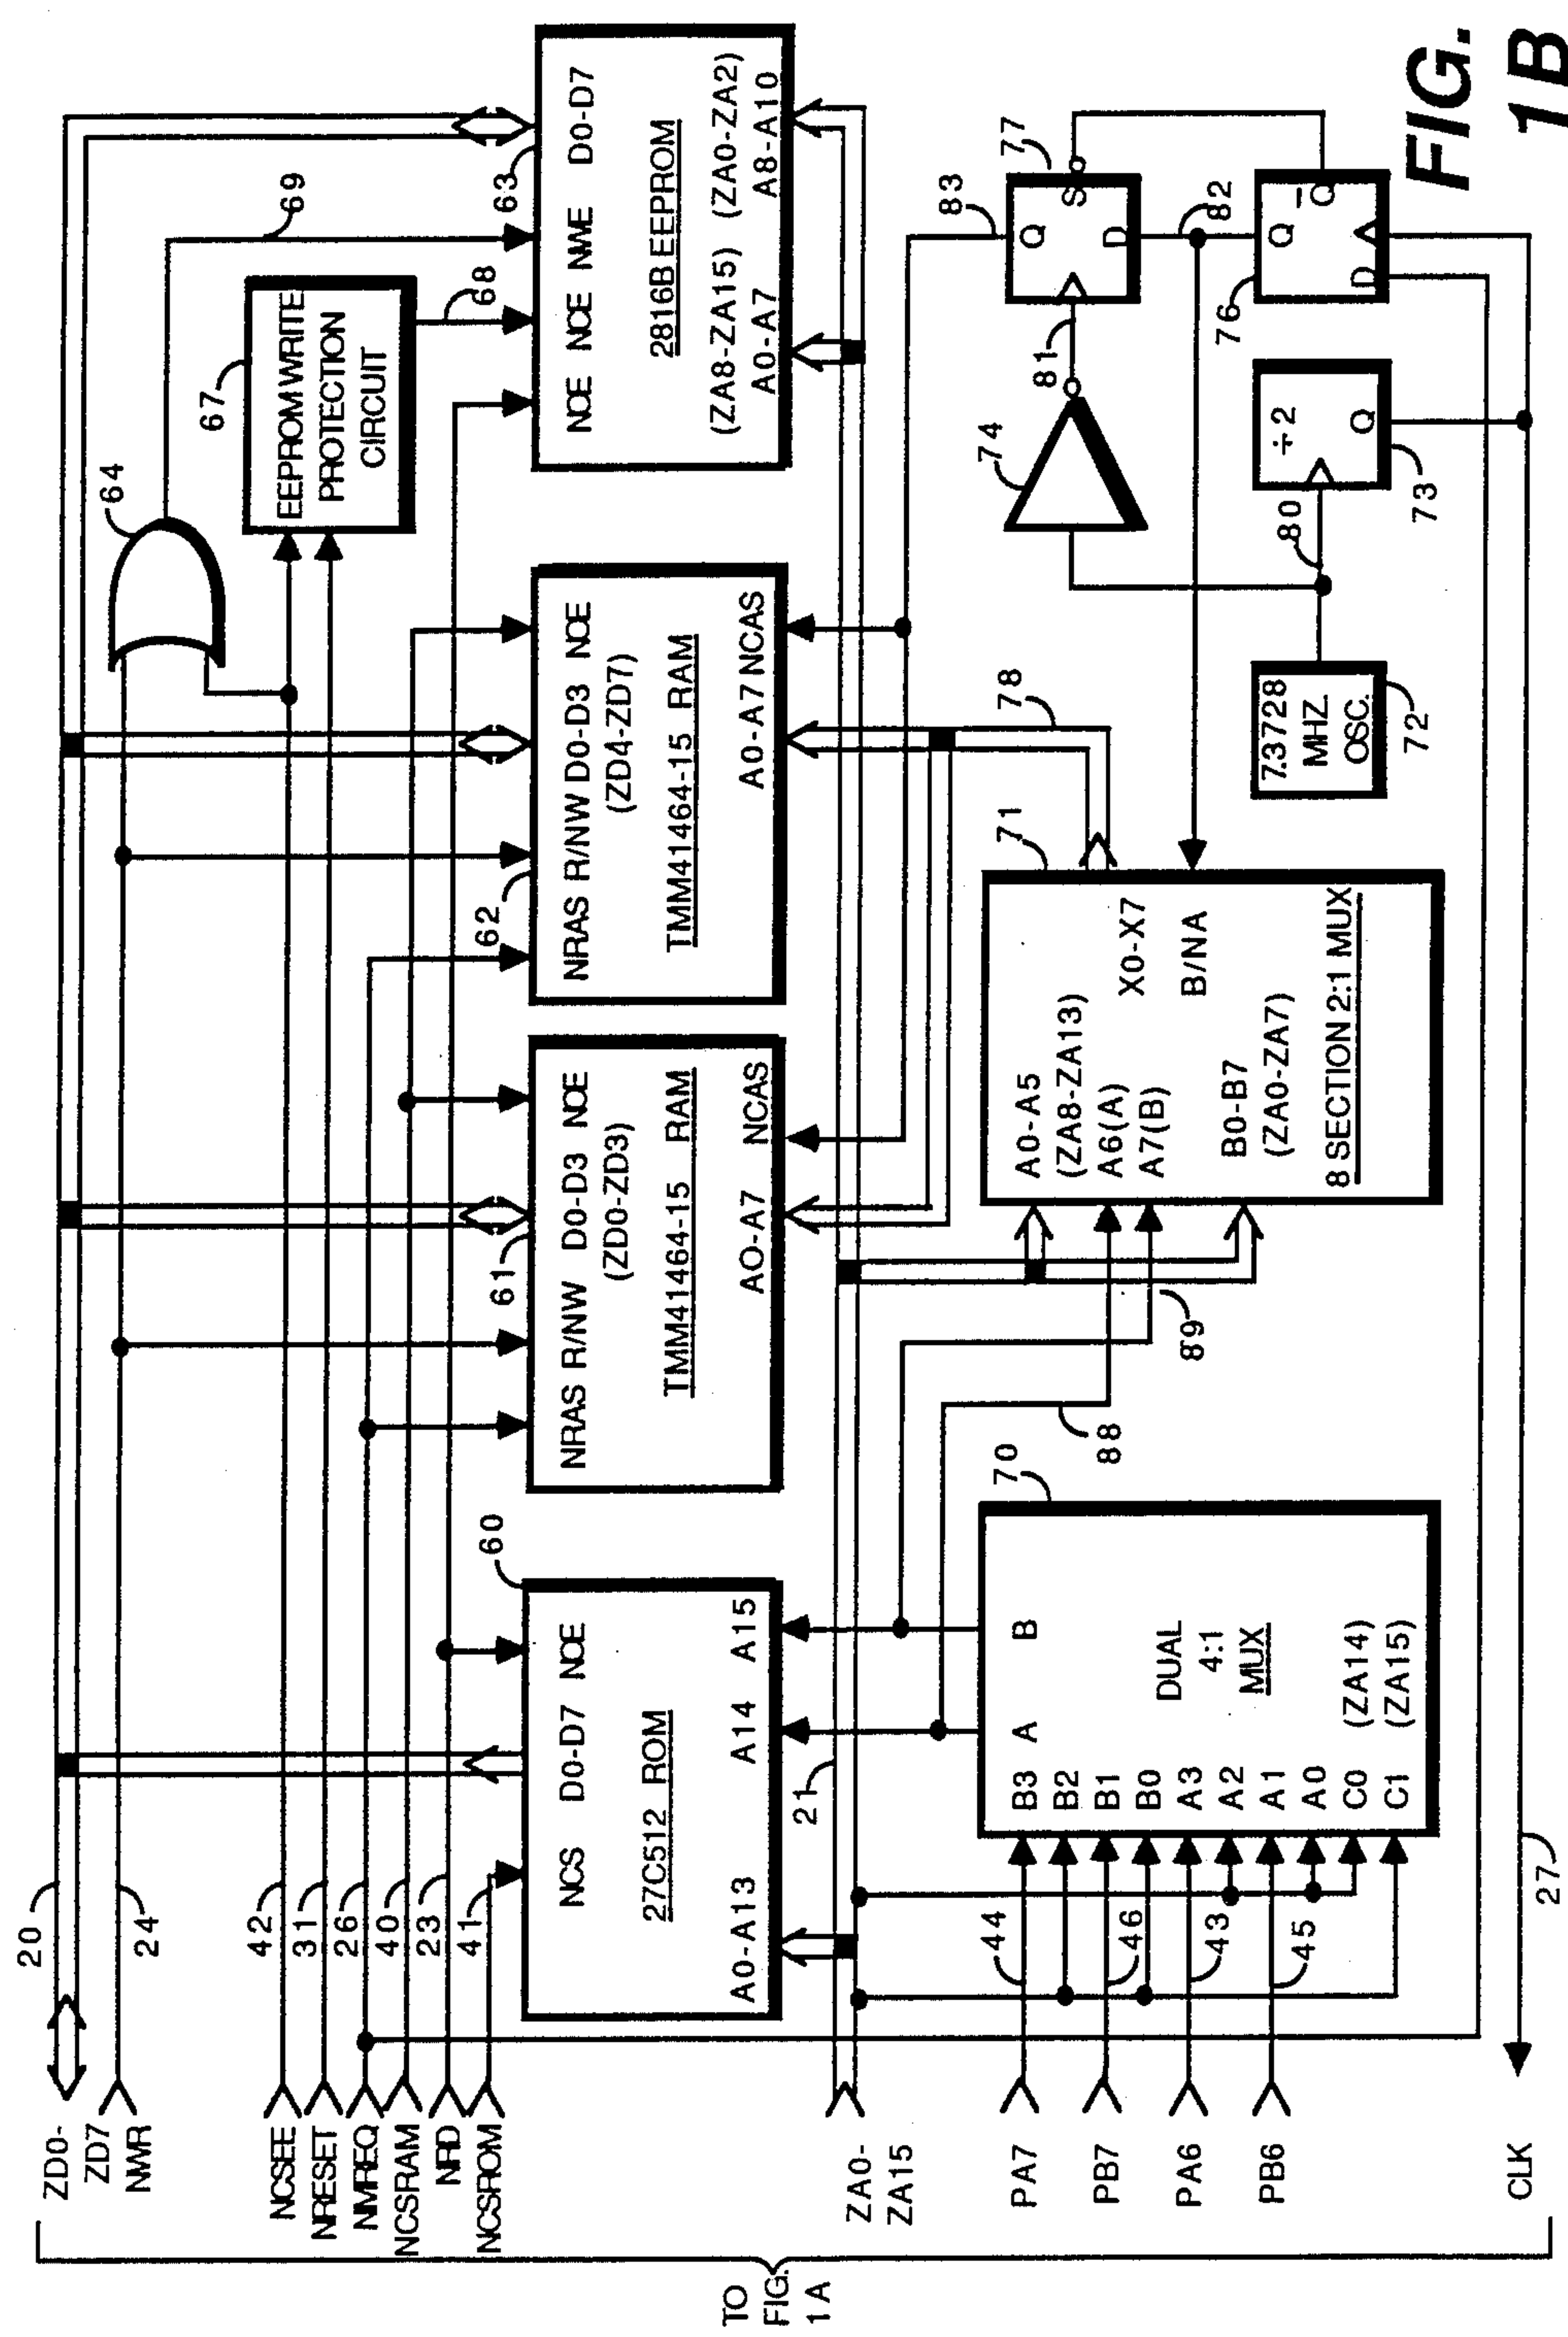 ZD0-
ZD7
NWR
NCSEE
NRESET
NMREQ
NCSRAM
NRD
NCSROM
ZA0-
ZA15
PA7
PB7
PA6
PB6
CLK
TO
FIG.
1A
20
24
42
31
26
40
23
41
21
44
46
43
45
27
60
NCS D0-D7 NOE
27C512 ROM
A0-A13 A14 A15
61
NRAS R/NW D0-D3 NOE
(ZD0-ZD3)
TMM41464-15 RAM
AO-A7 NCAS
62
NRAS R/NW D0-D3 NOE
(ZD4-ZD7)
TMM41464-15 RAM
A0-A7 NCAS
64
67
EEPROM WRITE
PROTECTION
CIRCUIT
68
69
63
NOE NCE NWE D0-D7
2816B EEPROM
(ZA8-ZA15) (ZA0-ZA2)
A0-A7 A8-A10
70
B3 A B
B2
B1
B0
A3
A2
A1
A0
C0 (ZA14)
C1 (ZA15)
DUAL
4:1
MUX
88
89
71
A0-A5
(ZA8-ZA13)
A6(A)
A7(B)
X0-X7
B/NA
B0-B7
(ZA0-ZA7)
8 SECTION 2:1 MUX
78
7.3728
MHZ.
OSC.
72
74
80
÷2
Q
73
81
83
77
Q
S
D
82
76
Q
Q
D
FIG.
1B